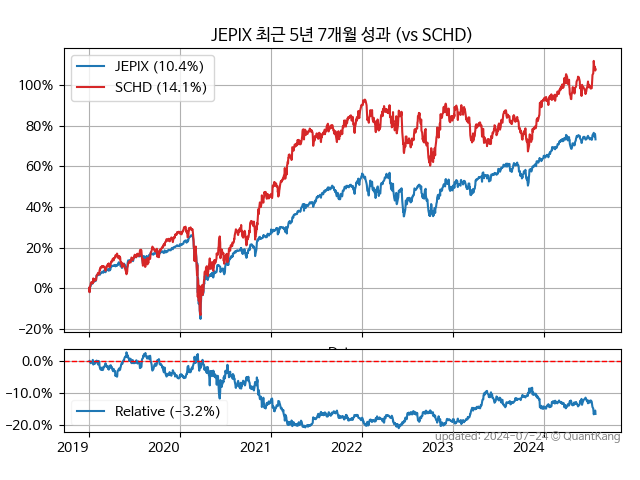 JEPIX 최근 5년 7개월 성과 (vs SCHD)
JEPIX (10.4%)
SCHD (14.1%)
100%
80%
60%
40%
20%
0%
−20%
0.0%
−10.0%
−20.0%
Relative (−3.2%)
updated: 2024-07-24 © QuantKang
2019 2020 2021 2022 2023 2024